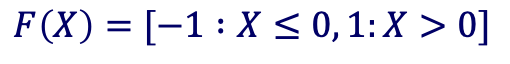 F(X) = [−1 : X ≤ 0, 1: X > 0]